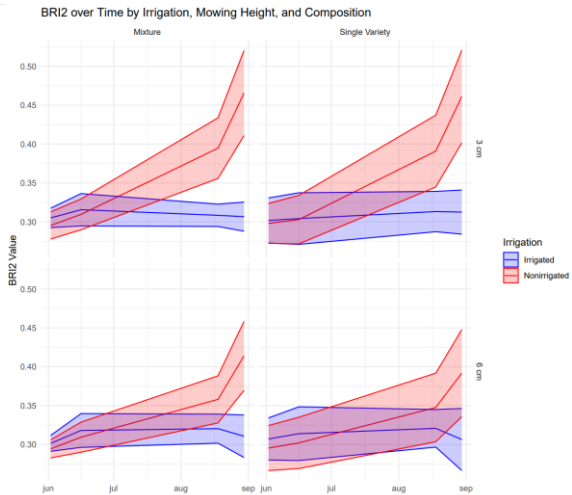 BRI2 over Time by Irrigation, Mowing Height, and Composition
Mixture
Single Variety
0.50
0.45
0.40
0.35
0.30
3 cm
BRI2 Value
Irrigation
Irrigated
Nonirrigated
0.50
0.45
0.40
0.35
0.30
6 cm
jun jul aug sep jun jul aug sep